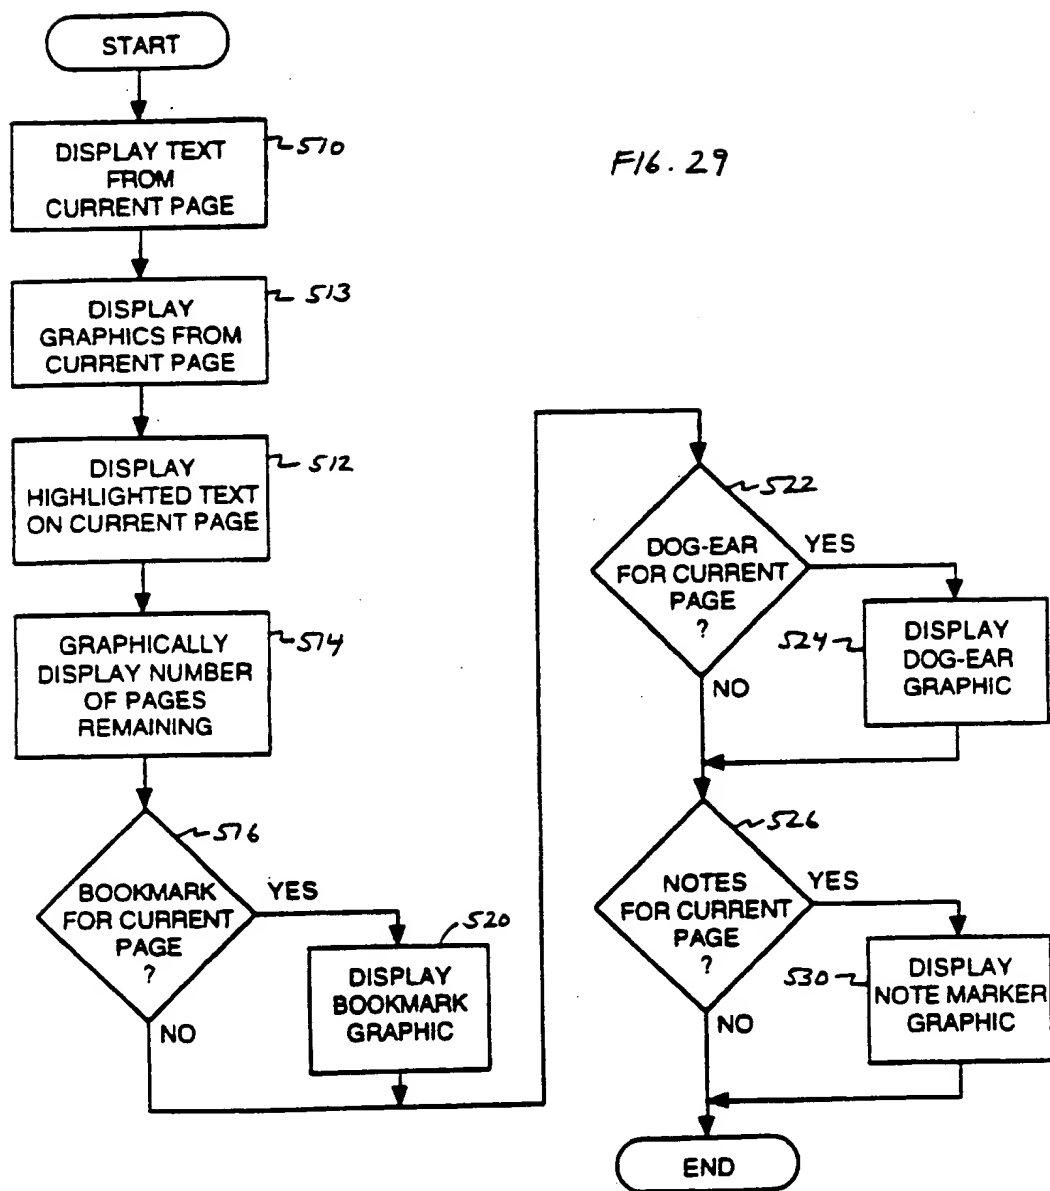 START
510
DISPLAY TEXT
FROM
CURRENT PAGE
FIG. 29
513
DISPLAY
GRAPHICS FROM
CURRENT PAGE
512
DISPLAY
HIGHLIGHTED TEXT
ON CURRENT PAGE
514
GRAPHICALLY
DISPLAY NUMBER
OF PAGES
REMAINING
516
BOOKMARK
FOR CURRENT
PAGE
?
YES
NO
520
DISPLAY
BOOKMARK
GRAPHIC
522
DOG-EAR
FOR CURRENT
PAGE
?
YES
NO
524
DISPLAY
DOG-EAR
GRAPHIC
526
NOTES
FOR CURRENT
PAGE
?
YES
NO
530
DISPLAY
NOTE MARKER
GRAPHIC
END